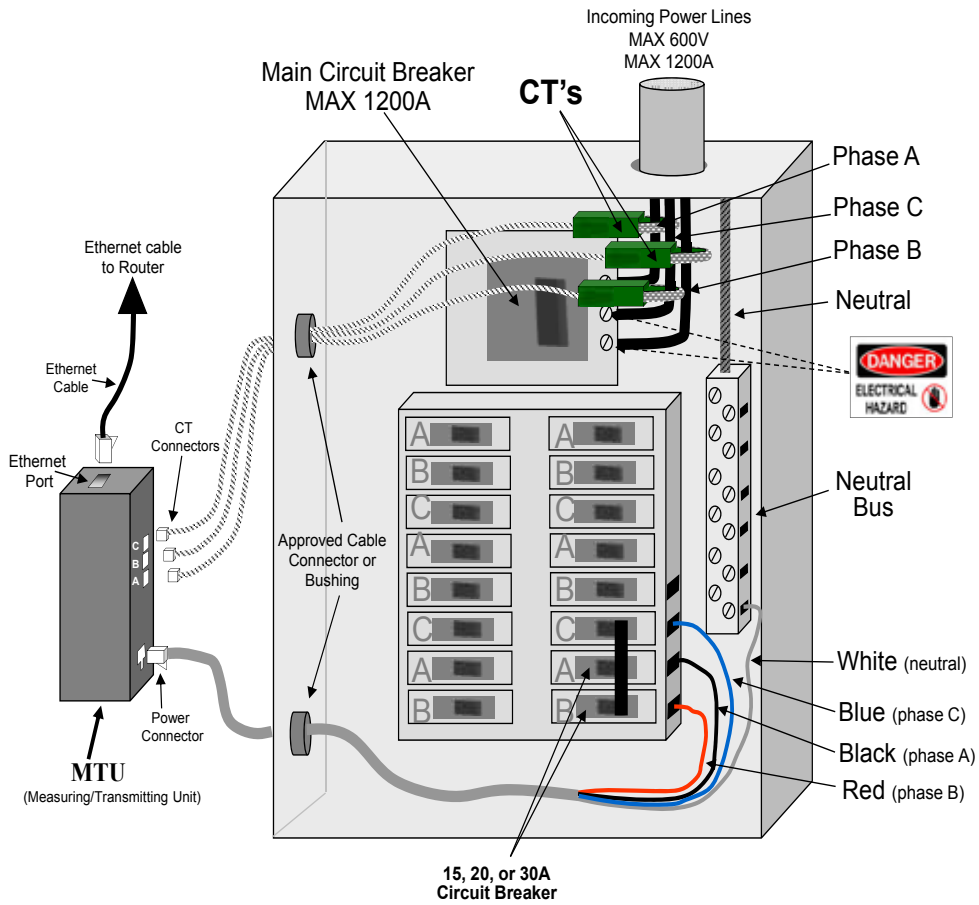 Incoming Power Lines
MAX 600V
MAX 1200A
Main Circuit Breaker
MAX 1200A
CT's
Phase A
Phase C
Phase B
Neutral
DANGER
ELECTRICAL
HAZARD
Ethernet cable
to Router
Ethernet
Cable
CT
Connectors
Ethernet
Port
C
B
A
Approved Cable
Connector or
Bushing
Neutral
Bus
A
A
B
B
C
C
A
A
B
B
C
C
A
A
B
B
Power
Connector
MTU
(Measuring/Transmitting Unit)
White (neutral)
Blue (phase C)
Black (phase A)
Red (phase B)
15, 20, or 30A
Circuit Breaker